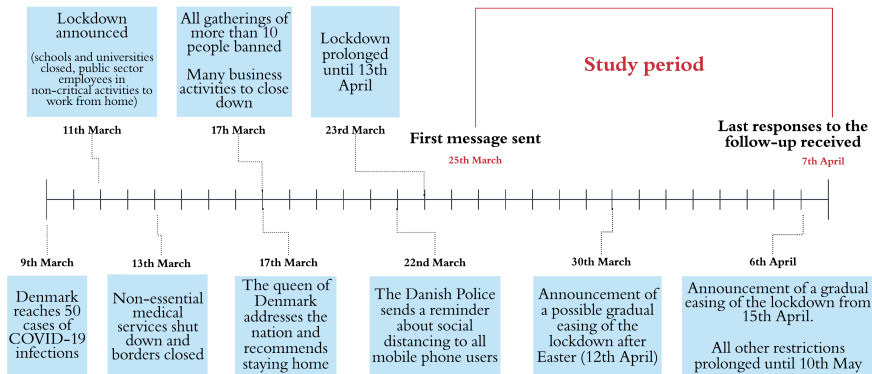 Lockdown
announced
(schools and universities
closed, public sector
employees in
non-critical activities to
work from home)
11th March
All gatherings of
more than 10
people banned
Many business
activities to close
down
17h March
Lockdown
prolonged
until 13th
April
23rd March
Study period
First message sent
25th March
Last responses to the
follow-up received
7th April
9th March
Denmark
reaches 50
cases of
COVID-19
infections
13th March
Non-essential
medical
services shut
down and
borders closed
17th March
The queen of
Denmark
addresses the
nation and
recommends
staying home
22nd March
The Danish Police
sends a reminder
about social
distancing to all
mobile phone users
30th March
Announcement of
a possible gradual
easing of the
lockdown after
Easter (12th April)
6th April
Announcement of a gradual
easing of the lockdown from
15th April.
All other restrictions
prolonged until 10th May